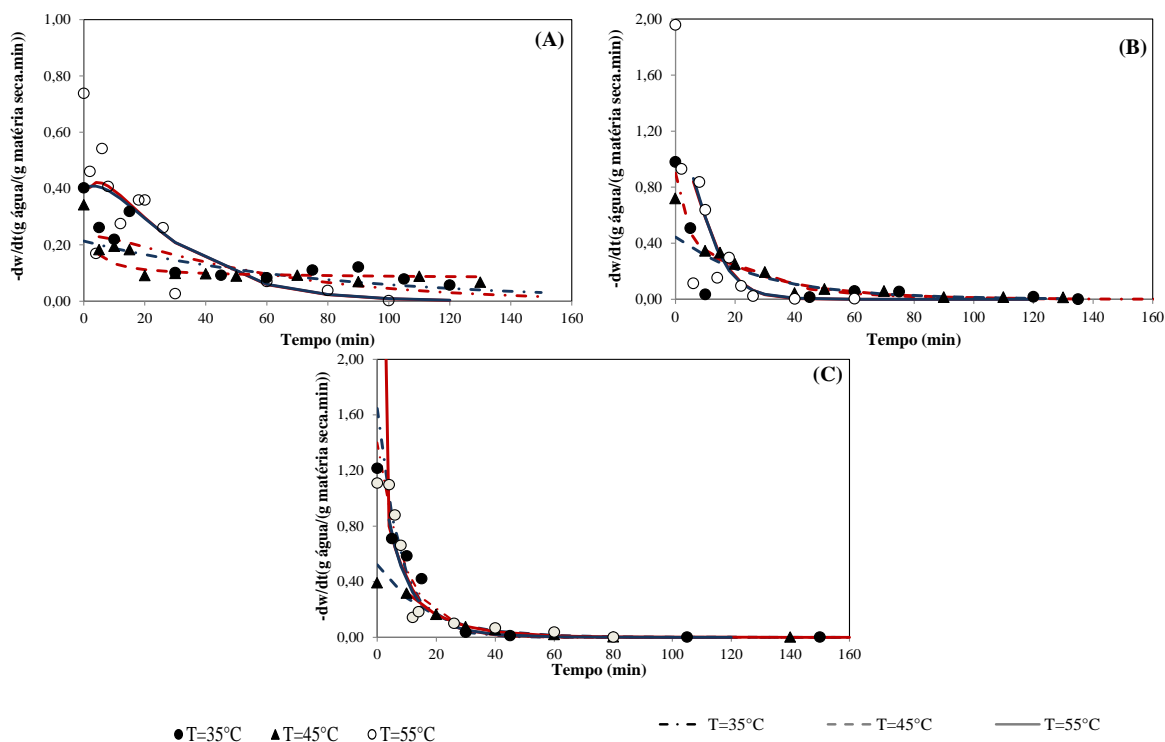 (A)
-dw/dt(g água/(g matéria seca.min))
1,00
0,80
0,60
0,40
0,20
0,00
0 20 40 60 80 100 120 140 160
Tempo (min)
(B)
-dw/dt(g água/(g matéria seca.min))
2,00
1,60
1,20
0,80
0,40
0,00
0 20 40 60 80 100 120 140 160
Tempo (min)
(C)
-dw/dt(g água/(g matéria seca.min))
2,00
1,60
1,20
0,80
0,40
0,00
0 20 40 60 80 100 120 140 160
Tempo (min)
T=35°C T=45°C T=55°C
T=35°C T=45°C T=55°C